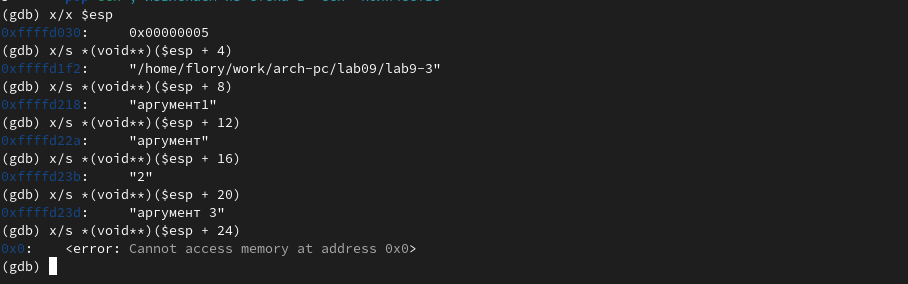 (gdb) x/x $esp
0xffffd030: 0x00000005
(gdb) x/s *(void**)($esp + 4)
0xffffd1f2: "/home/flory/work/arch-pc/lab09/lab9-3"
(gdb) x/s *(void**)($esp + 8)
0xffffd218: "аргумент1"
(gdb) x/s *(void**)($esp + 12)
0xffffd22a: "аргумент"
(gdb) x/s *(void**)($esp + 16)
0xffffd23b: "2"
(gdb) x/s *(void**)($esp + 20)
0xffffd23d: "аргумент 3"
(gdb) x/s *(void**)($esp + 24)
0x0: <error: Cannot access memory at address 0x0>
(gdb)